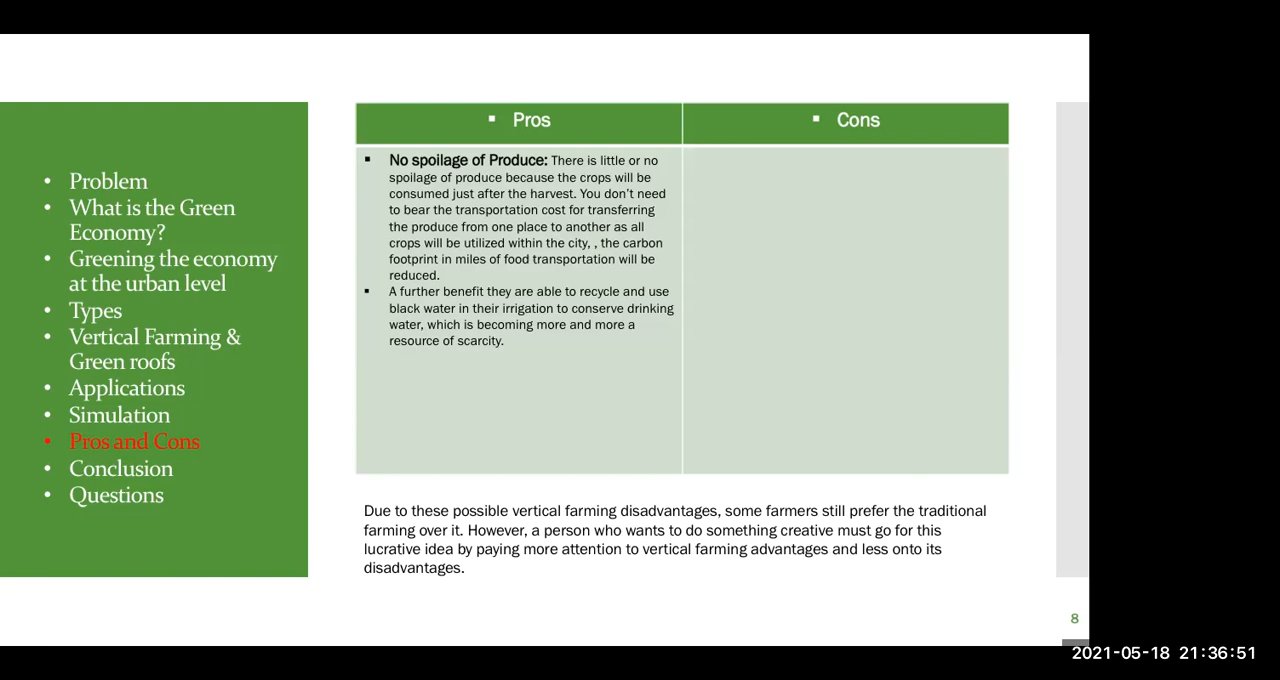 • Problem
• What is the Green
Economy?
• Greening the economy
at the urban level
• Types
• Vertical Farming &
Green roofs
• Applications
• Simulation
• Pros and Cons
• Conclusion
• Questions
▪ Pros
▪ Cons
▪ No spoilage of Produce: There is little or no
spoilage of produce because the crops will be
consumed just after the harvest. You don't need
to bear the transportation cost for transferring
the produce from one place to another as all
crops will be utilized within the city, , the carbon
footprint in miles of food transportation will be
reduced.
▪ A further benefit they are able to recycle and use
black water in their irrigation to conserve drinking
water, which is becoming more and more a
resource of scarcity.
Due to these possible vertical farming disadvantages, some farmers still prefer the traditional
farming over it. However, a person who wants to do something creative must go for this
lucrative idea by paying more attention to vertical farming advantages and less onto its
disadvantages.
8
2021-05-18 21:36:51